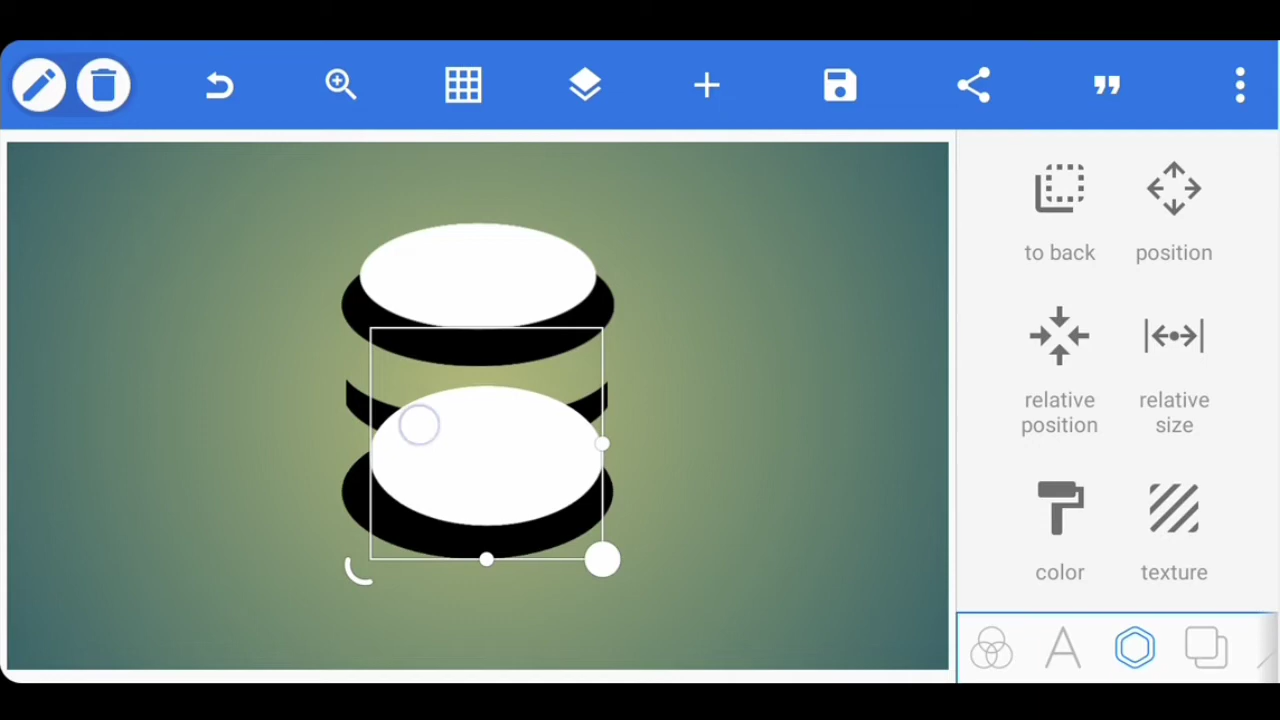 to back
position
relative
position
relative
size
color
texture